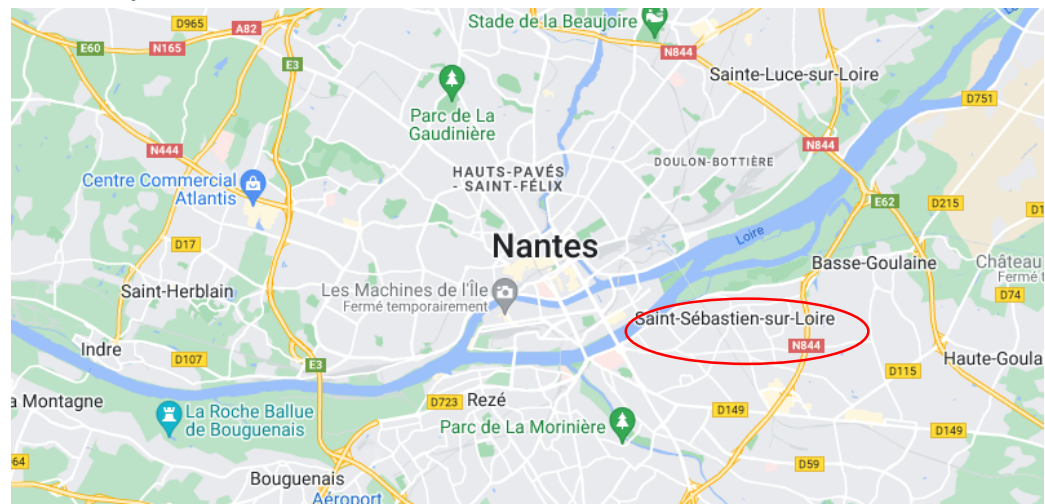 D965
A82
Stade de la Beaujoire
E60
N165
E3
N844
Sainte-Luce-sur-Loire
D751
Parc de La
Gaudinière
N444
N844
HAUTS-PAVÉS
- SAINT-FÉLIX
DOULON-BOTTIÈRE
Centre Commercial
Atlantis
E62
D215
D17
Nantes
Loire
Basse-Goulaine
Château
Fermé t
Saint-Herblain
Les Machines de l'Île
Fermé temporairement
D74
Saint-Sébastien-sur-Loire
Indre
D107
E3
N844
Haute-Goula
D115
a Montagne
D723
Rezé
La Roche Ballue
de Bouguenais
Parc de La Morinière
D149
D149
64
D59
Bouguenais
Aéroport